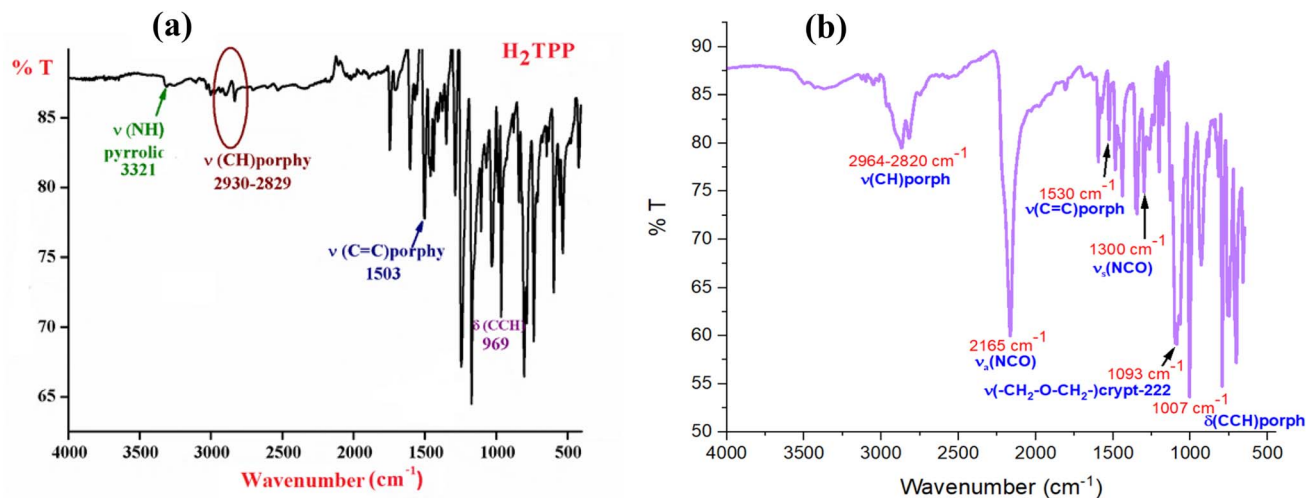 (a)
H₂TPP
% T
85
80
75
70
65
ν (NH)
pyrrolic
3321
ν (CH)porphy
2930-2829
ν (C=C)porphy
1503
δ (CCH)
969
4000 3500 3000 2500 2000 1500 1000 500
Wavenumber (cm⁻¹)
(b)
% T
90
85
80
75
70
65
60
55
50
2964-2820 cm⁻¹
ν(CH)porph
1530 cm⁻¹
ν(C=C)porph
1300 cm⁻¹
νₛ(NCO)
2165 cm⁻¹
νₐ(NCO)
1093 cm⁻¹
ν(-CH₂-O-CH₂-)crypt-222
1007 cm⁻¹
δ(CCH)porph
4000 3500 3000 2500 2000 1500 1000 500
Wavenumber (cm⁻¹)